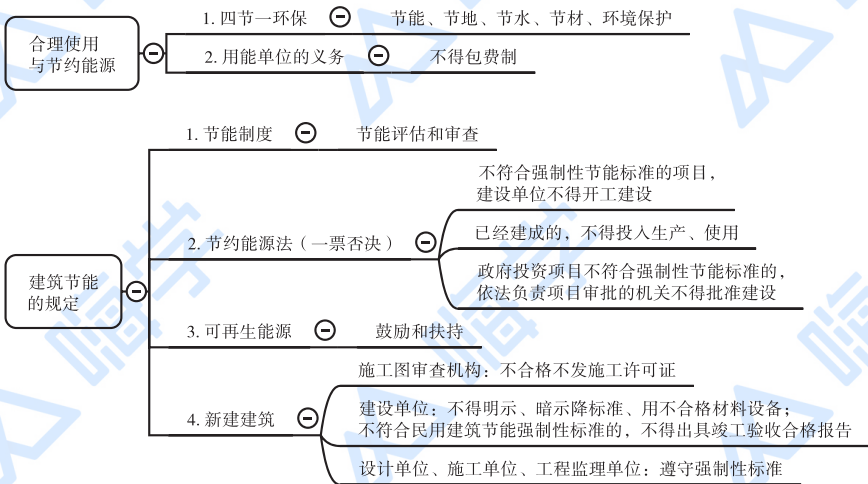 合理使用
与节约能源
1. 四节一环保
节能、节地、节水、节材、环境保护
2. 用能单位的义务
不得包费制
建筑节能
的规定
1. 节能制度
节能评估和审查
2. 节约能源法（一票否决）
不符合强制性节能标准的项目，
建设单位不得开工建设
已经建成的，不得投入生产、使用
政府投资项目不符合强制性节能标准的，
依法负责项目审批的机关不得批准建设
3. 可再生能源
鼓励和扶持
4. 新建建筑
施工图审查机构：不合格不发施工许可证
建设单位：不得明示、暗示降标准、用不合格材料设备；
不符合民用建筑节能强制性标准的，不得出具竣工验收合格报告
设计单位、施工单位、工程监理单位：遵守强制性标准
嗨学
嗨学